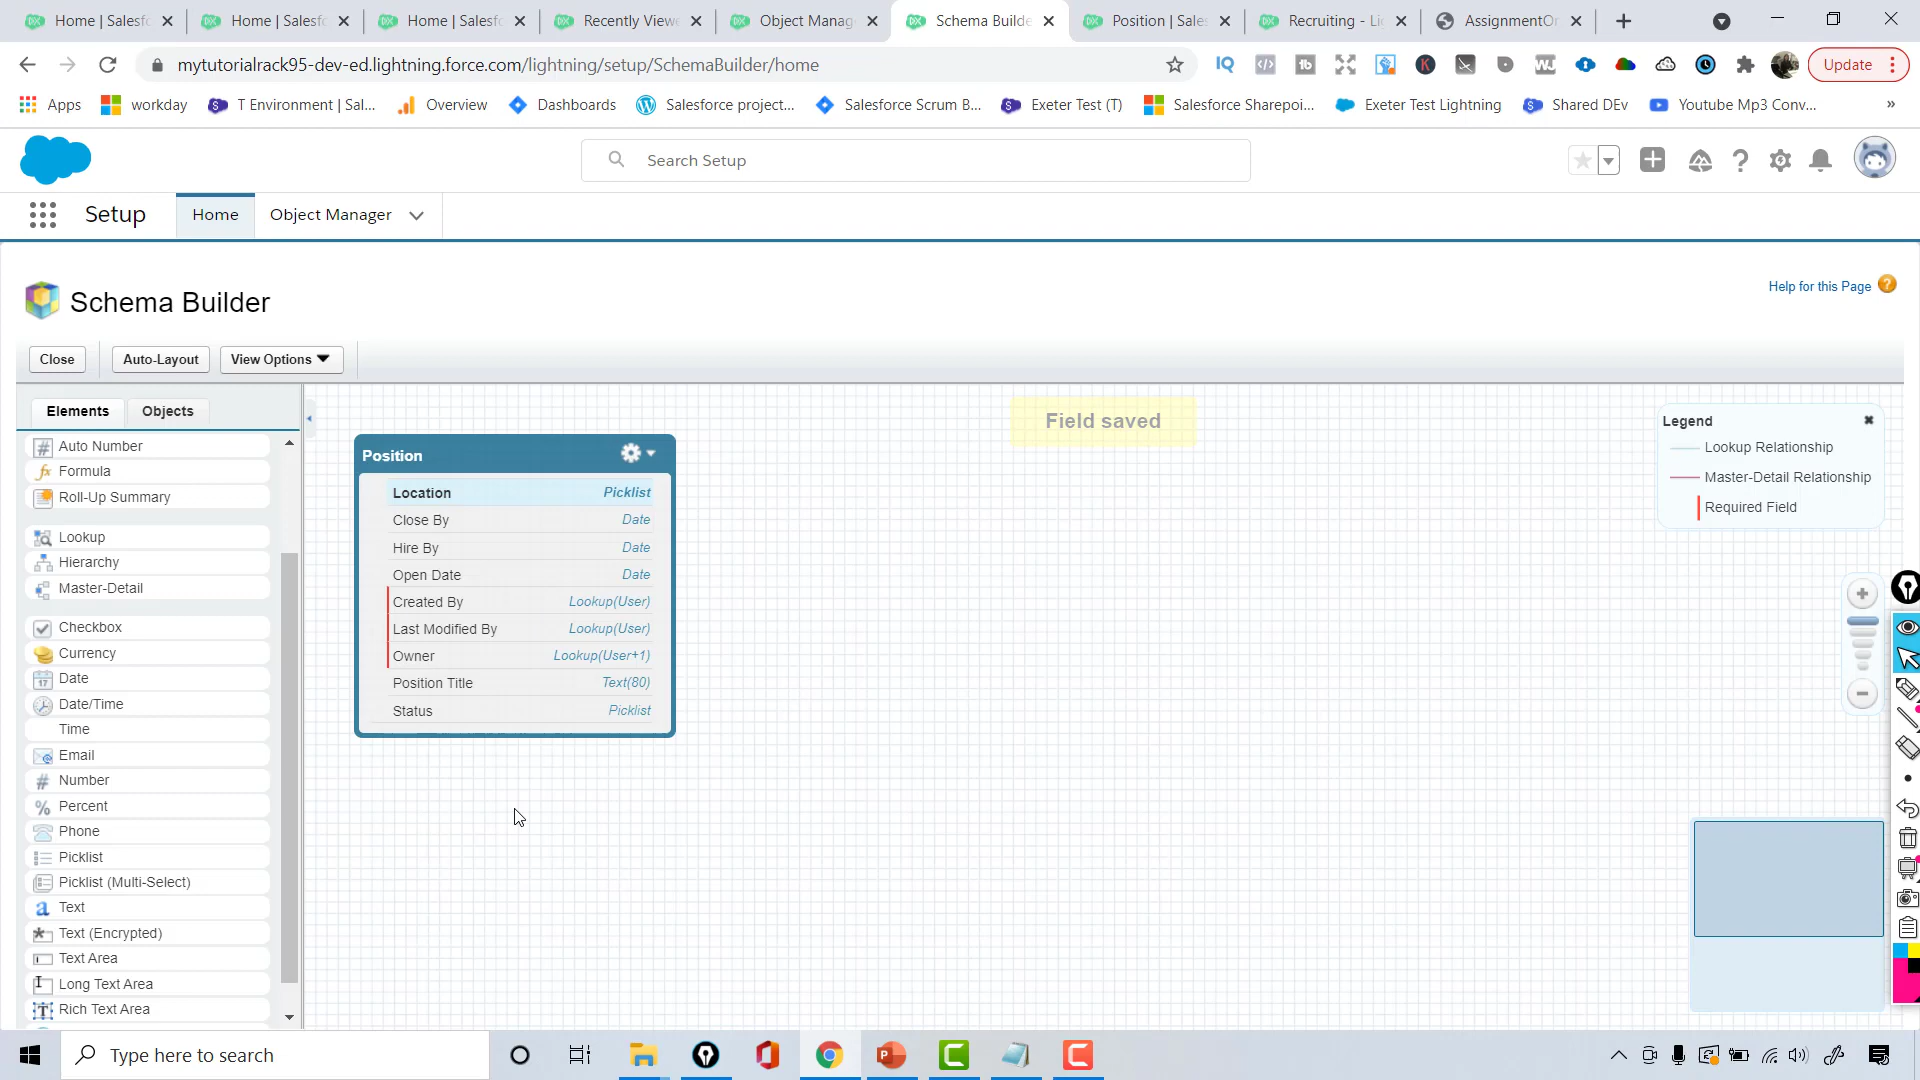 Home | Salesfo
Home | Salesfo
Home | Salesfo
Recently Viewe
Object Manag
Schema Builde
Position | Sales
Recruiting - Lig
AssignmentOr
mytutorialrack95-dev-ed.lightning.force.com/lightning/setup/SchemaBuilder/home
Update
Apps
workday
T Environment | Sal...
Overview
Dashboards
Salesforce project...
Salesforce Scrum B...
Exeter Test (T)
Salesforce Sharepoi...
Exeter Test Lightning
Shared DEv
Youtube Mp3 Conv...
Search Setup
Setup
Home
Object Manager
Schema Builder
Help for this Page
Close
Auto-Layout
View Options
Elements
Objects
Auto Number
Formula
Roll-Up Summary
Lookup
Hierarchy
Master-Detail
Checkbox
Currency
Date
Date/Time
Time
Email
Number
Percent
Phone
Picklist
Picklist (Multi-Select)
Text
Text (Encrypted)
Text Area
Long Text Area
Rich Text Area
Position
Location Picklist
Close By Date
Hire By Date
Open Date Date
Created By Lookup(User)
Last Modified By Lookup(User)
Owner Lookup(User+1)
Position Title Text(80)
Status Picklist
Field saved
Legend
Lookup Relationship
Master-Detail Relationship
Required Field
Type here to search